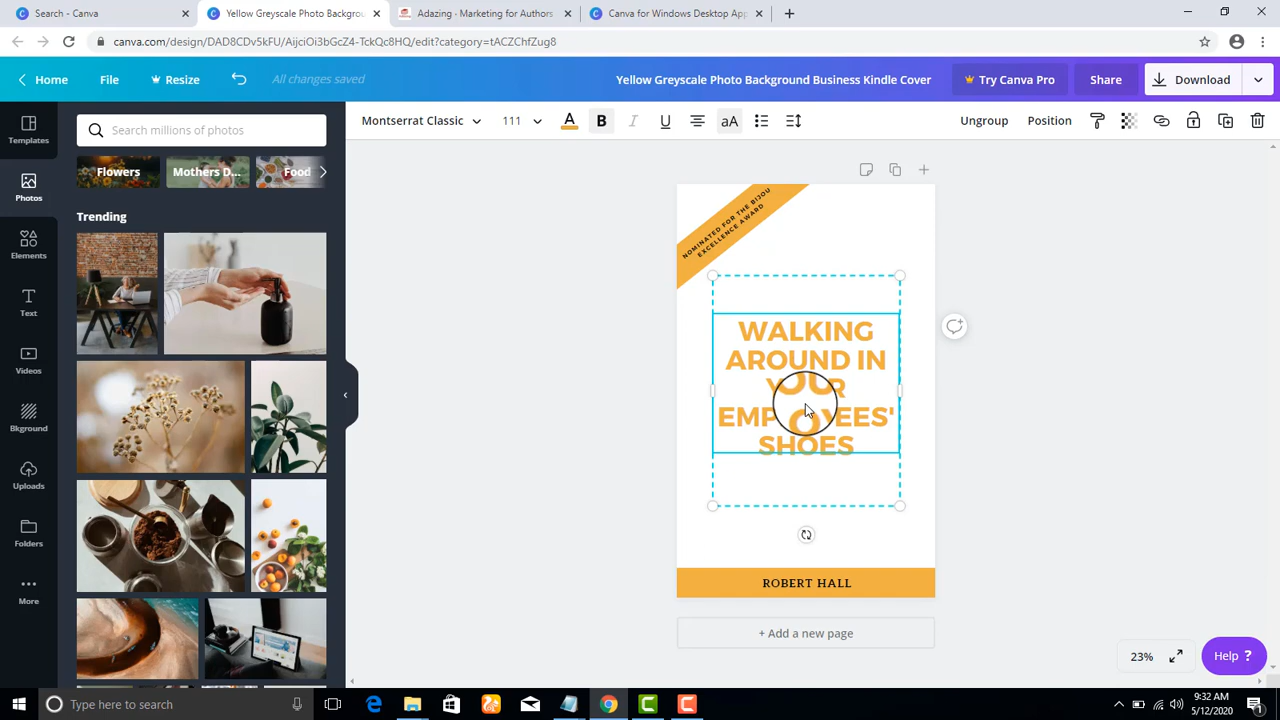 Search - Canva
Yellow Greyscale Photo Backgrou
Adazing - Marketing for Authors
Canva for Windows Desktop App
canva.com/design/DAD8CDv5kFU/AijciOi3bGcZ4-TckQc8HQ/edit?category=tACZChfZug8
Home File Resize All changes saved Yellow Greyscale Photo Background Business Kindle Cover Try Canva Pro Share Download
Montserrat Classic 111 A B I U aA Ungroup Position
Templates
Photos
Elements
Text
Videos
Bkground
Uploads
Folders
More
Search millions of photos
Flowers Mothers D... Food
Trending
NOMINATED FOR THE BIJOU
EXCELLENCE AWARD
WALKING
AROUND IN
YOUR
EMPLOYEES'
SHOES
ROBERT HALL
+ Add a new page
23%
Help ?
Type here to search
9:32 AM
5/12/2020